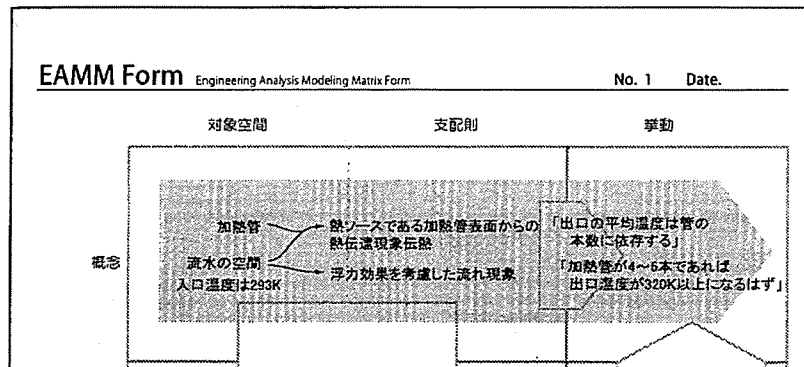 EAMM Form Engineering Analysis Modeling Matrix Form No. 1 Date.
対象空間 支配則 挙動
概念
加熱管
流水の空間
入口温度は293K
熱ソースである加熱管表面からの
熱伝達現象伝熱
浮力効果を考慮した流れ現象
「出口の平均温度は管の
本数に依存する」
「加熱管が4～5本であれば
出口温度が320K以上になるはず」